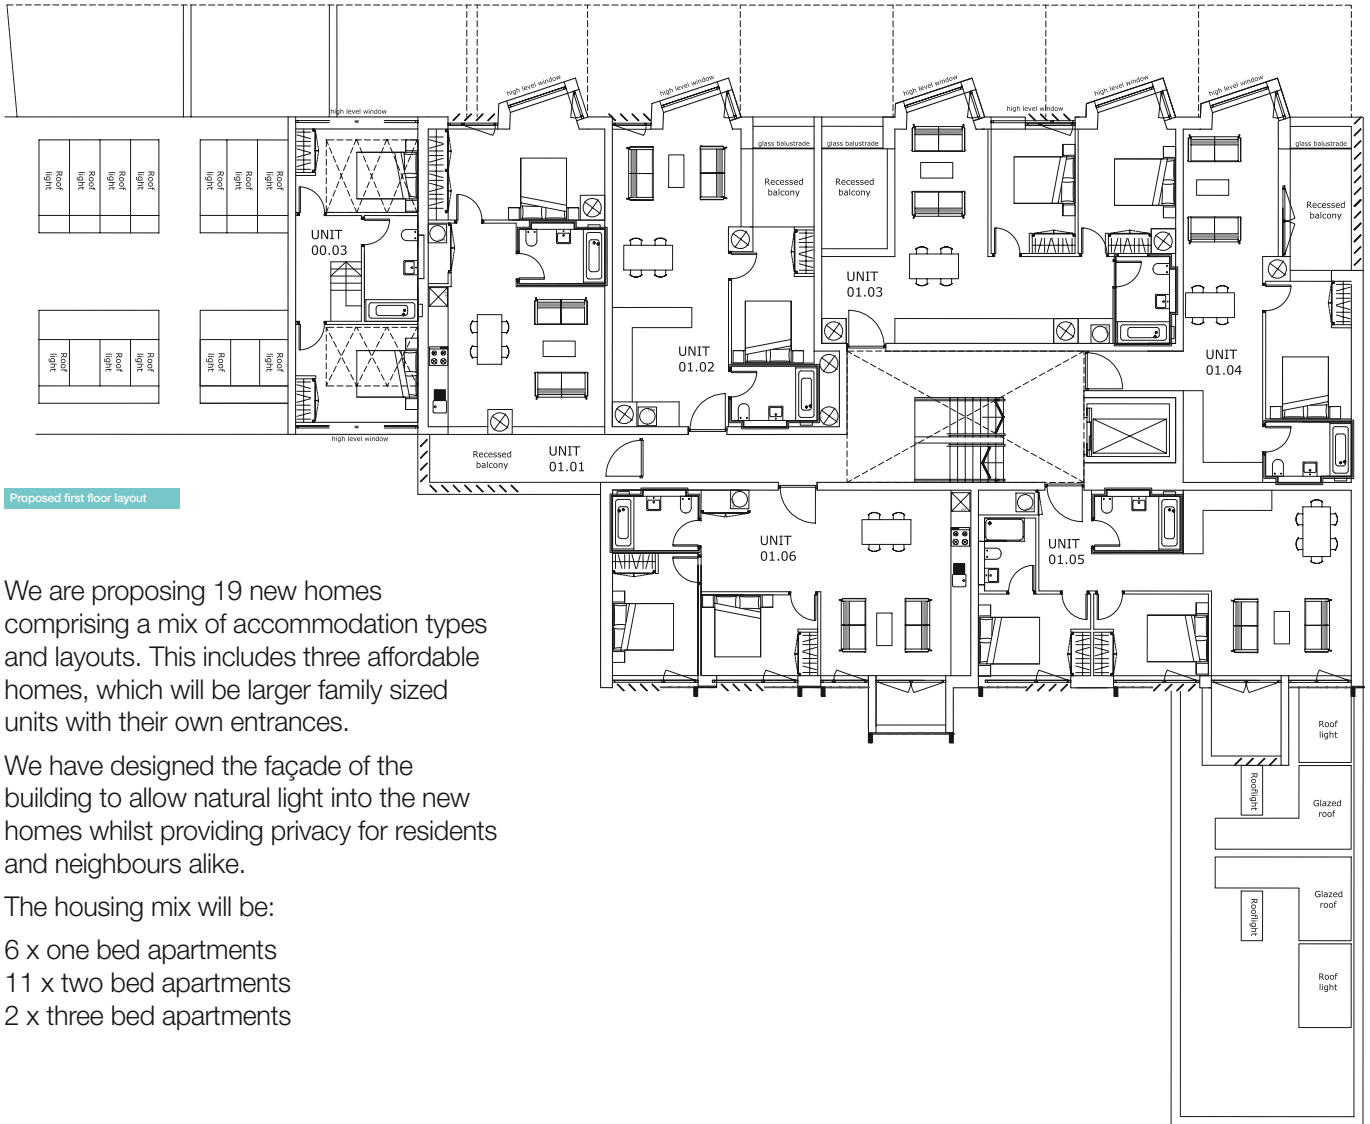 high level window
high level window
high level window
high level window
high level window
high level window
high level window
glass balustrade
glass balustrade
glass balustrade
Roof light
Roof light
Roof light
Roof light
Roof light
Roof light
Roof light
Recessed
balcony
Recessed
balcony
Recessed
balcony
UNIT
00.03
UNIT
01.03
UNIT
01.02
UNIT
01.04
Roof light
Roof light
Roof light
Roof light
Roof light
high level window
Recessed
balcony
UNIT
01.01
Proposed first floor layout
UNIT
01.06
UNIT
01.05
We are proposing 19 new homes
comprising a mix of accommodation types
and layouts. This includes three affordable
homes, which will be larger family sized
units with their own entrances.
We have designed the façade of the
building to allow natural light into the new
homes whilst providing privacy for residents
and neighbours alike.
The housing mix will be:
6 x one bed apartments
11 x two bed apartments
2 x three bed apartments
Roof
light
Rooflight
Glazed
roof
Glazed
roof
Rooflight
Roof
light